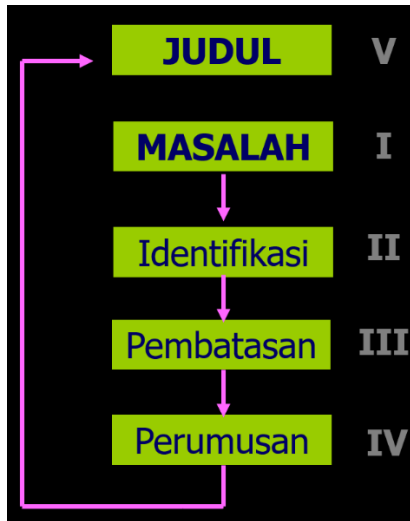 JUDUL V
MASALAH I
Identifikasi II
Pembatasan III
Perumusan IV